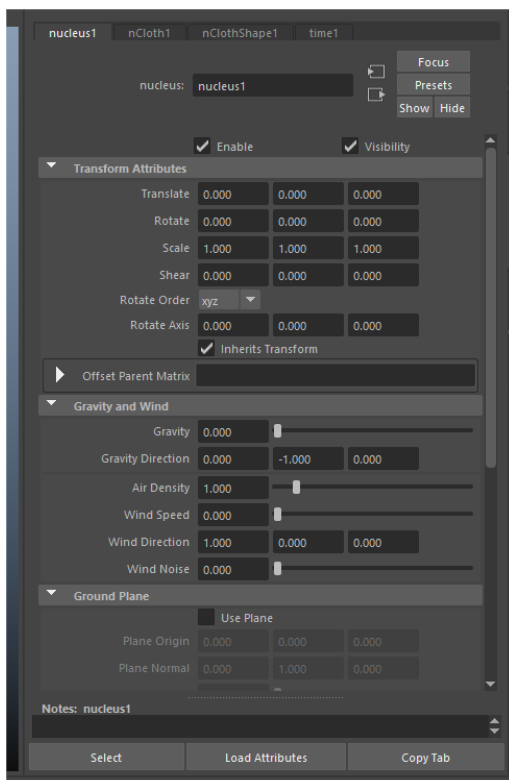 nucleus1 nCloth1 nClothShape1 time1
Focus
nucleus: nucleus1 Presets
Show Hide
Enable Visibility
Transform Attributes
Translate 0.000 0.000 0.000
Rotate 0.000 0.000 0.000
Scale 1.000 1.000 1.000
Shear 0.000 0.000 0.000
Rotate Order xyz
Rotate Axis 0.000 0.000 0.000
Inherits Transform
Offset Parent Matrix
Gravity and Wind
Gravity 0.000
Gravity Direction 0.000 -1.000 0.000
Air Density 1.000
Wind Speed 0.000
Wind Direction 1.000 0.000 0.000
Wind Noise 0.000
Ground Plane
Use Plane
Plane Origin 0.000 0.000 0.000
Plane Normal 0.000 1.000 0.000
Notes: nucleus1
Select Load Attributes Copy Tab